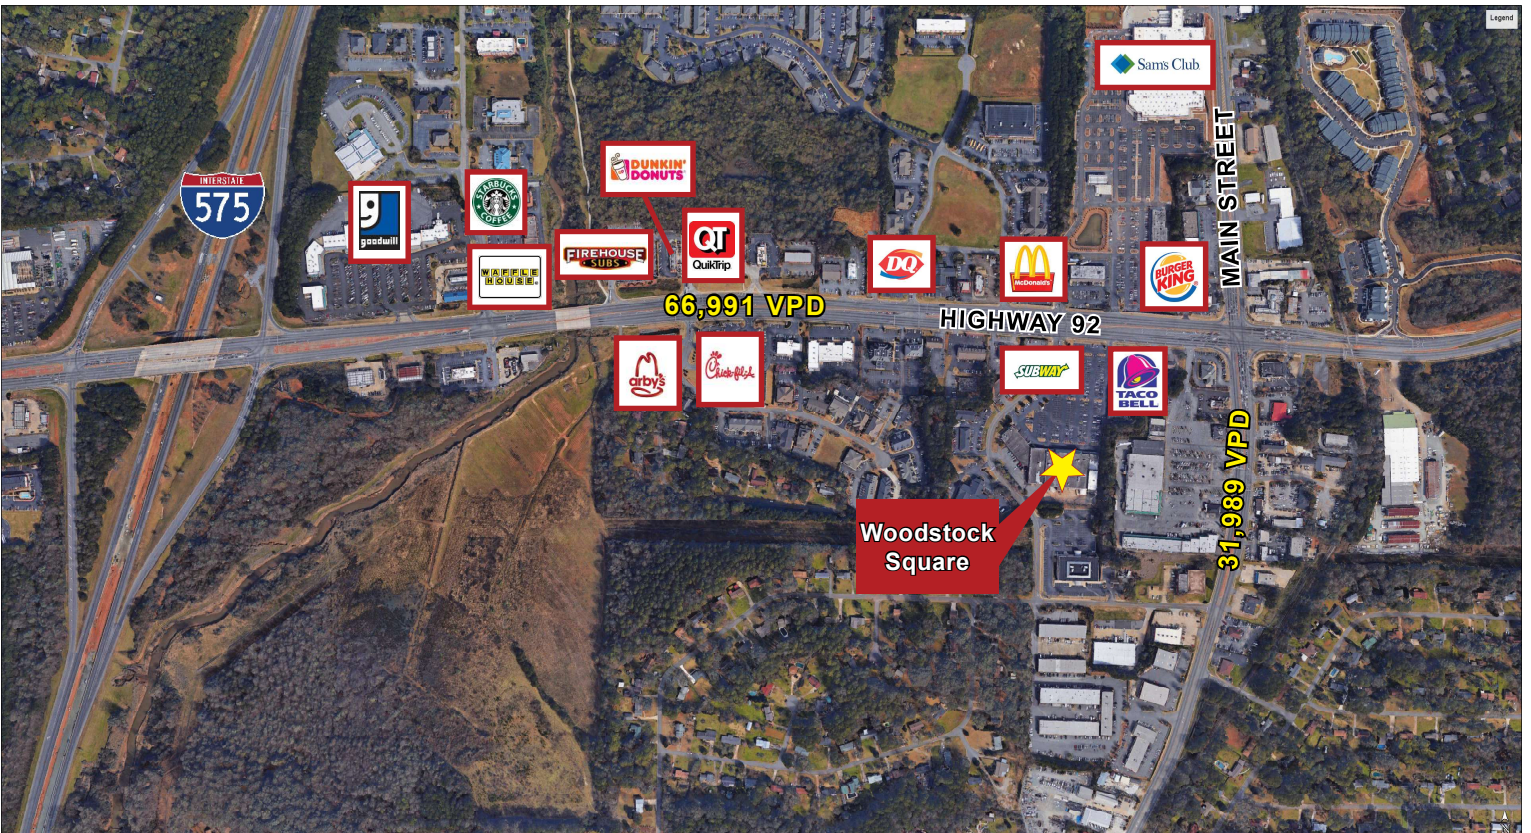 Legend
Sam's Club
MAIN STREET
DUNKIN'
DONUTS
INTERSTATE
575
goodwill
STARBUCKS
COFFEE
QT
QuikTrip
FIREHOUSE
SUBS
WAFFLE
HOUSE
DQ
McDonald's
BURGER
KING
66,991 VPD
HIGHWAY 92
arby's
Chick-fil-A
SUBWAY
TACO
BELL
31,989 VPD
Woodstock
Square
N